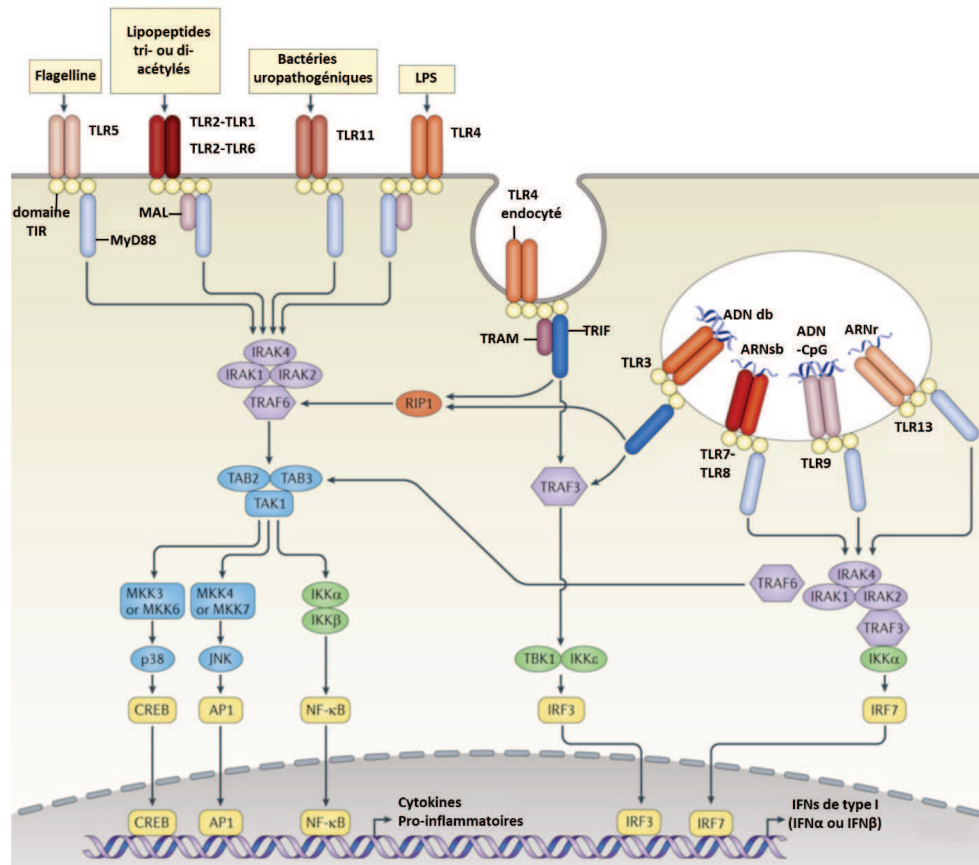 Flagelline
Lipopeptides
tri- ou di-
acétylés
Bactéries
uropathogéniques
LPS
TLR5
TLR2-TLR1
TLR2-TLR6
TLR11
TLR4
domaine
TIR
MyD88
MAL
TLR4
endocyté
TRAM
TRIF
TLR3
ADN db
ARNsb
ADN
-CpG
ARNr
TLR7-
TLR8
TLR9
TLR13
IRAK4
IRAK1
IRAK2
TRAF6
RIP1
TAB2
TAB3
TAK1
TRAF3
MKK3
or MKK6
MKK4
or MKK7
IKKα
IKKβ
TRAF6
IRAK4
IRAK1
IRAK2
TRAF3
IKKα
p38
JNK
TBK1
IKKε
CREB
AP1
NF-κB
IRF3
IRF7
Cytokines
Pro-inflammatoires
IFNs de type I
(IFNα ou IFNβ)
CREB
AP1
NF-κB
IRF3
IRF7